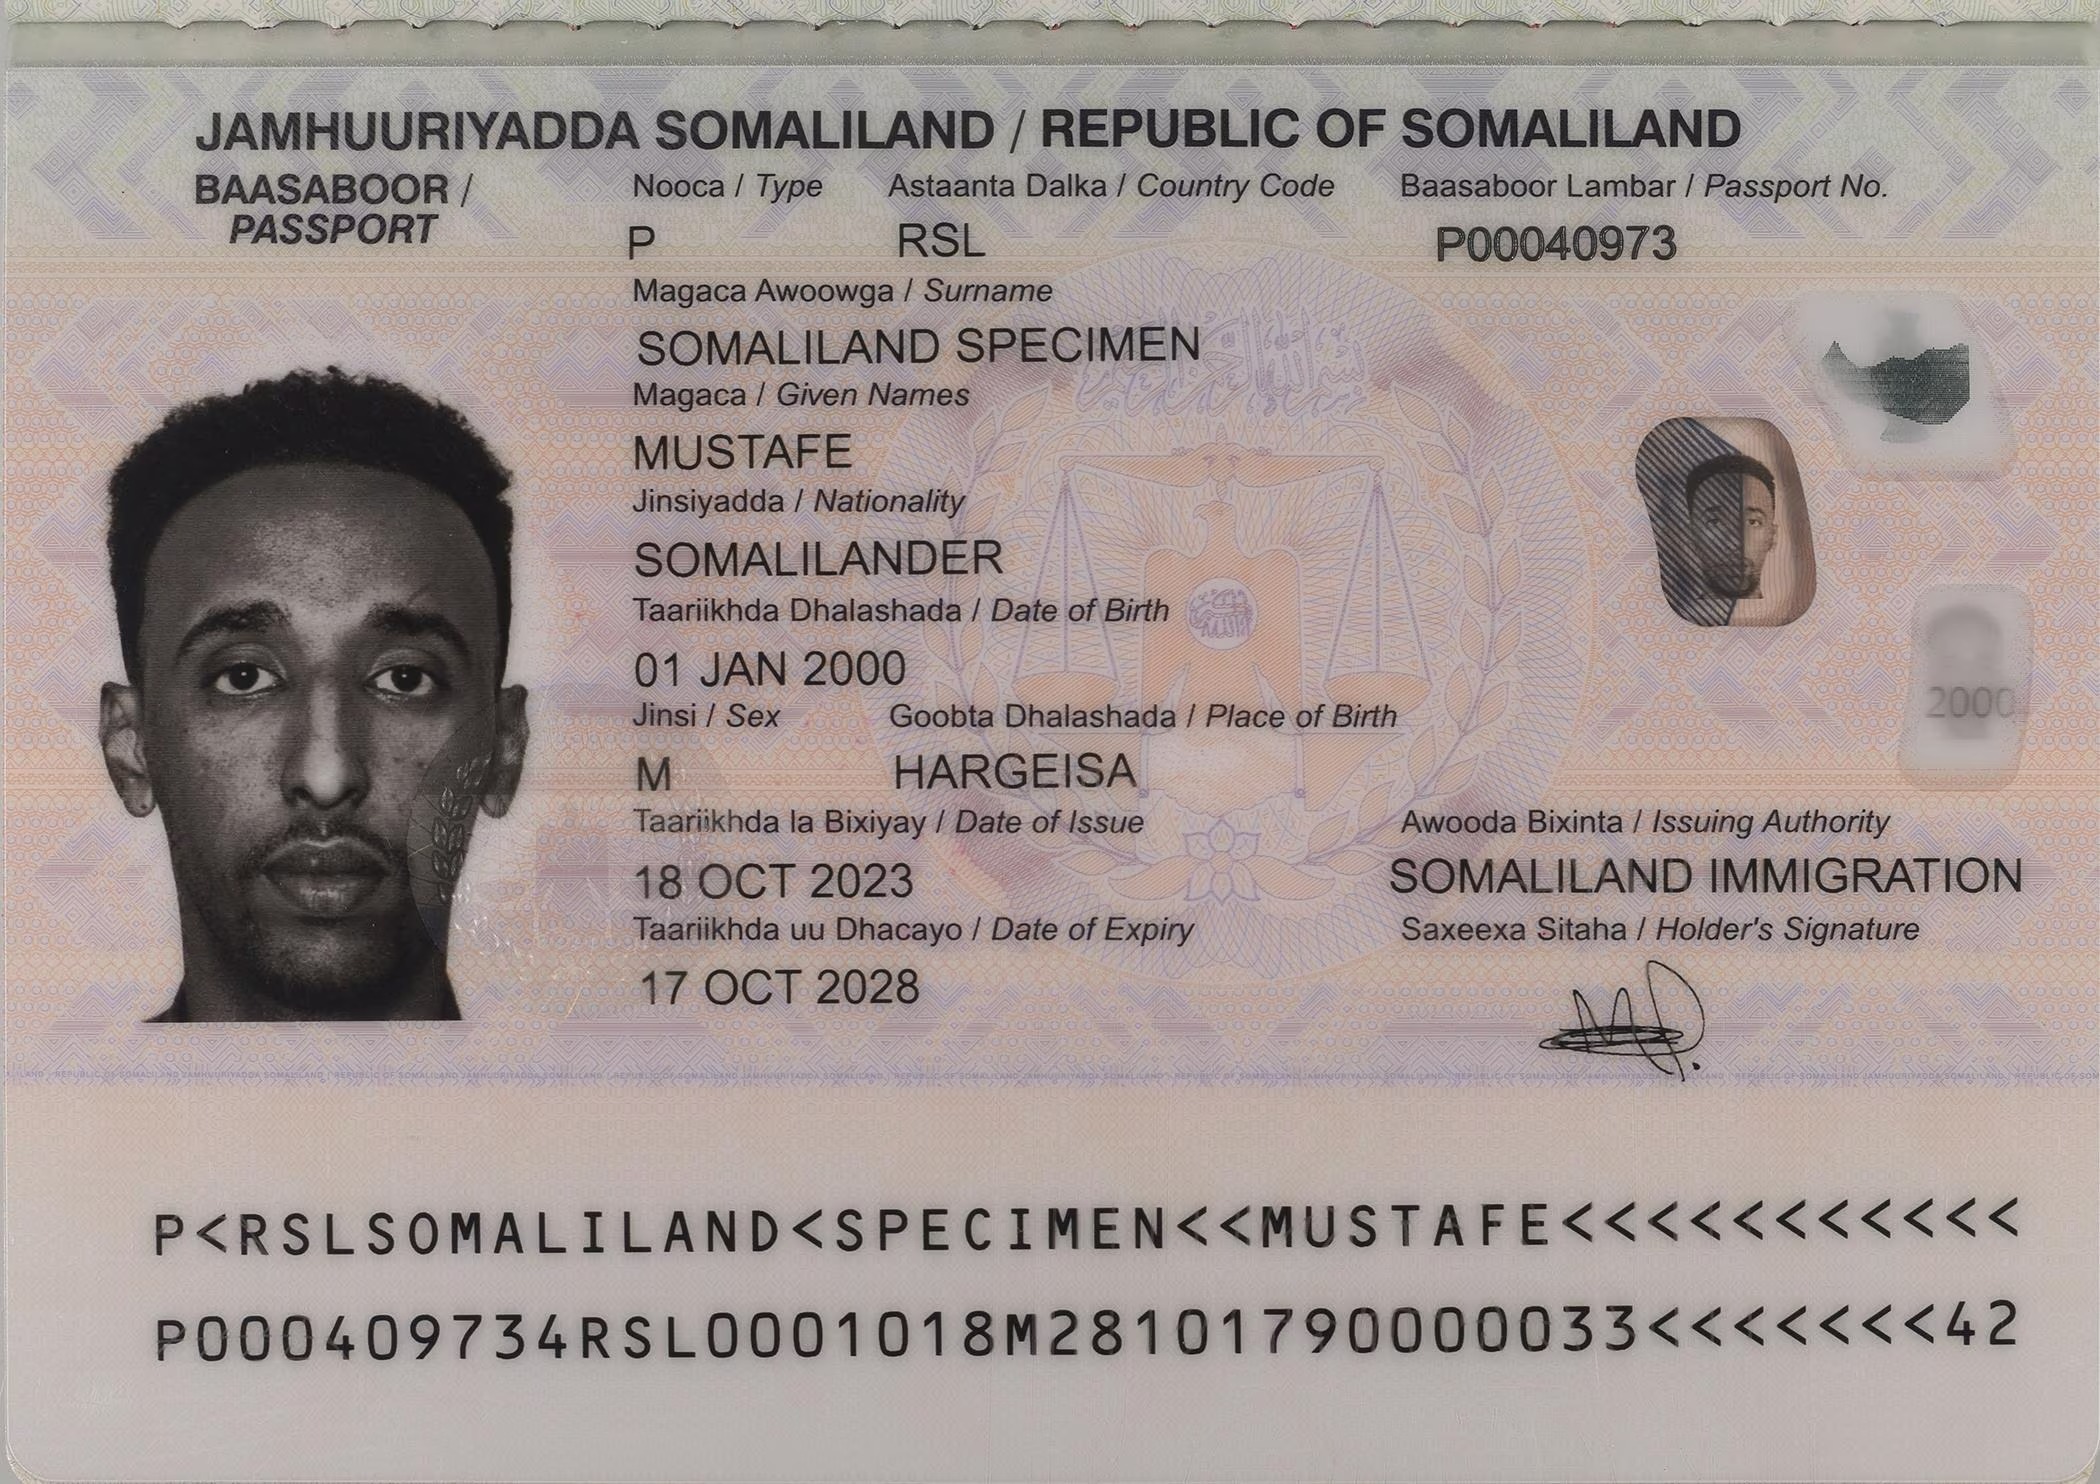 JAMHUURIYADDA SOMALILAND / REPUBLIC OF SOMALILAND
BAASABOOR /
PASSPORT
Nooca / Type Astaanta Dalka / Country Code Baasaboor Lambar / Passport No.
P RSL P00040973
Magaca Awoowga / Surname
SOMALILAND SPECIMEN
Magaca / Given Names
MUSTAFE
Jinsiyadda / Nationality
SOMALILANDER
Taariikhda Dhalashada / Date of Birth
01 JAN 2000
2000
Jinsi / Sex Goobta Dhalashada / Place of Birth
M HARGEISA
Taariikhda la Bixiyay / Date of Issue Awooda Bixinta / Issuing Authority
18 OCT 2023 SOMALILAND IMMIGRATION
Taariikhda uu Dhacayo / Date of Expiry Saxeexa Sitaha / Holder's Signature
17 OCT 2028
P<RSLSOMALILAND<SPECIMEN<<MUSTAFE<<<<<<<<<<<
P000409734RSL0001018M28101790000033<<<<<<<42